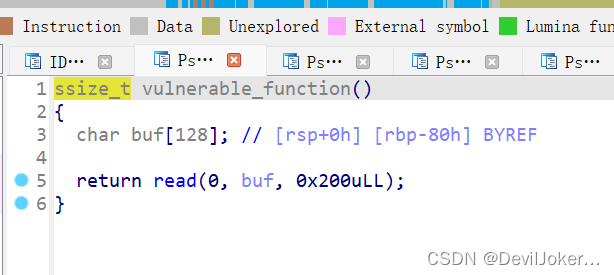 Instruction Data Unexplored External symbol Lumina fun
ID… Ps… Ps… Ps… Ps…
1 ssize_t vulnerable_function()
2 {
3 char buf[128]; // [rsp+0h] [rbp-80h] BYREF
4
5 return read(0, buf, 0x200uLL);
6 }
CSDN @DevilJoker…